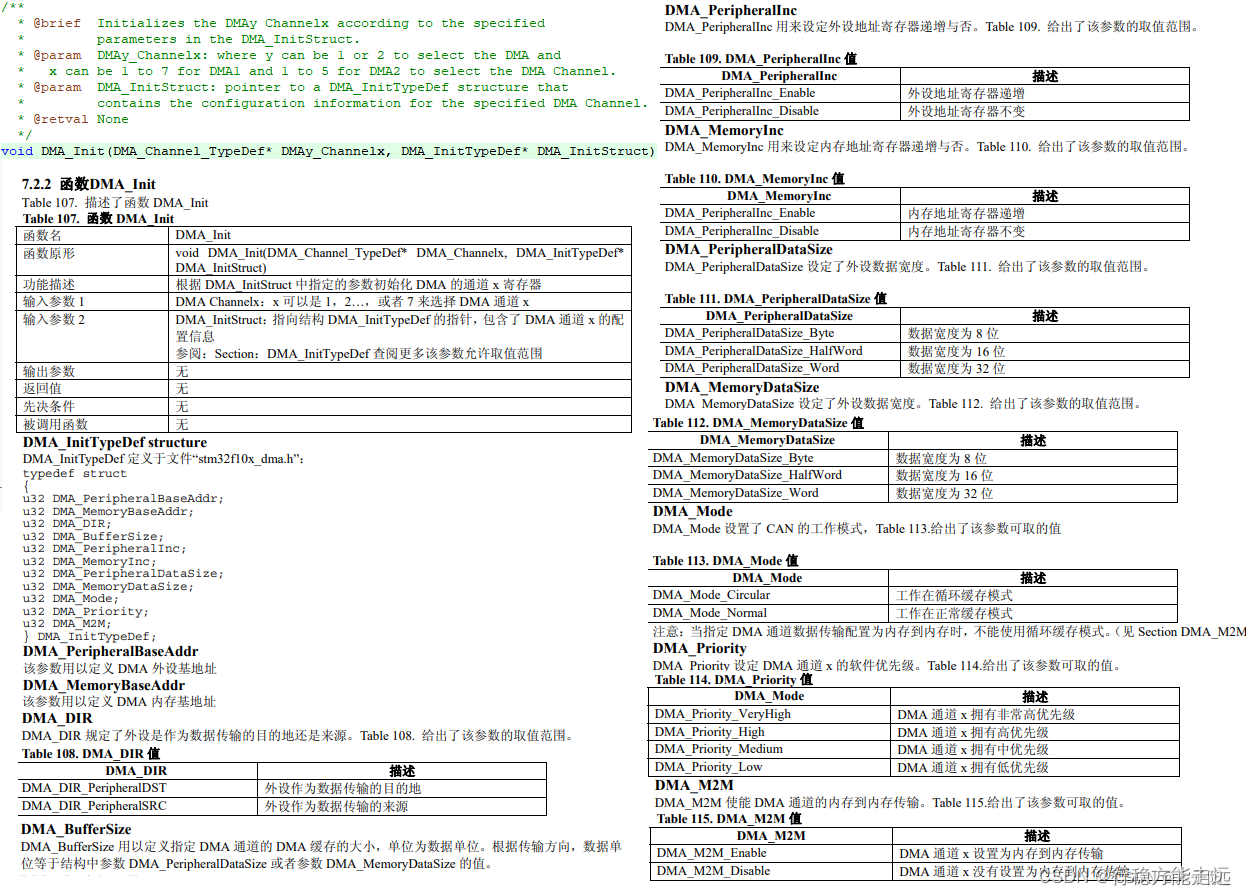 /**
* @brief Initializes the DMAy Channelx according to the specified
* parameters in the DMA_InitStruct.
* @param DMAy_Channelx: where y can be 1 or 2 to select the DMA and
* x can be 1 to 7 for DMA1 and 1 to 5 for DMA2 to select the DMA Channel.
* @param DMA_InitStruct: pointer to a DMA_InitTypeDef structure that
* contains the configuration information for the specified DMA Channel.
* @retval None
*/
void DMA_Init(DMA_Channel_TypeDef* DMAy_Channelx, DMA_InitTypeDef* DMA_InitStruct)
7.2.2 函数DMA_Init
Table 107. 描述了函数 DMA_Init
Table 107. 函数 DMA_Init
函数名 DMA_Init
函数原形 void DMA_Init(DMA_Channel_TypeDef* DMA_Channelx, DMA_InitTypeDef*
DMA_InitStruct)
功能描述 根据 DMA_InitStruct 中指定的参数初始化 DMA 的通道 x 寄存器
输入参数 1 DMA Channelx：x 可以是 1，2…，或者 7 来选择 DMA 通道 x
输入参数 2 DMA_InitStruct：指向结构 DMA_InitTypeDef 的指针，包含了 DMA 通道 x 的配
置信息
参阅：Section：DMA_InitTypeDef 查阅更多该参数允许取值范围
输出参数 无
返回值 无
先决条件 无
被调用函数 无
DMA_InitTypeDef structure
DMA_InitTypeDef 定义于文件“stm32f10x_dma.h”：
typedef struct
{
u32 DMA_PeripheralBaseAddr;
u32 DMA_MemoryBaseAddr;
u32 DMA_DIR;
u32 DMA_BufferSize;
u32 DMA_PeripheralInc;
u32 DMA_MemoryInc;
u32 DMA_PeripheralDataSize;
u32 DMA_MemoryDataSize;
u32 DMA_Mode;
u32 DMA_Priority;
u32 DMA_M2M;
} DMA_InitTypeDef;
DMA_PeripheralBaseAddr
该参数用以定义 DMA 外设基地址
DMA_MemoryBaseAddr
该参数用以定义 DMA 内存基地址
DMA_DIR
DMA_DIR 规定了外设是作为数据传输的目的地还是来源。Table 108. 给出了该参数的取值范围。
Table 108. DMA_DIR 值
DMA_DIR 描述
DMA_DIR_PeripheralDST 外设作为数据传输的目的地
DMA_DIR_PeripheralSRC 外设作为数据传输的来源
DMA_BufferSize
DMA_BufferSize 用以定义指定 DMA 通道的 DMA 缓存的大小，单位为数据单位。根据传输方向，数据单
位等于结构中参数 DMA_PeripheralDataSize 或者参数 DMA_MemoryDataSize 的值。
DMA_PeripheralInc
DMA_PeripheralInc 用来设定外设地址寄存器递增与否。Table 109. 给出了该参数的取值范围。
Table 109. DMA_PeripheralInc 值
DMA_PeripheralInc 描述
DMA_PeripheralInc_Enable 外设地址寄存器递增
DMA_PeripheralInc_Disable 外设地址寄存器不变
DMA_MemoryInc
DMA_MemoryInc 用来设定内存地址寄存器递增与否。Table 110. 给出了该参数的取值范围。
Table 110. DMA_MemoryInc 值
DMA_MemoryInc 描述
DMA_PeripheralInc_Enable 内存地址寄存器递增
DMA_PeripheralInc_Disable 内存地址寄存器不变
DMA_PeripheralDataSize
DMA_PeripheralDataSize 设定了外设数据宽度。Table 111. 给出了该参数的取值范围。
Table 111. DMA_PeripheralDataSize 值
DMA_PeripheralDataSize 描述
DMA_PeripheralDataSize_Byte 数据宽度为 8 位
DMA_PeripheralDataSize_HalfWord 数据宽度为 16 位
DMA_PeripheralDataSize_Word 数据宽度为 32 位
DMA_MemoryDataSize
DMA_MemoryDataSize 设定了外设数据宽度。Table 112. 给出了该参数的取值范围。
Table 112. DMA_MemoryDataSize 值
DMA_MemoryDataSize 描述
DMA_MemoryDataSize_Byte 数据宽度为 8 位
DMA_MemoryDataSize_HalfWord 数据宽度为 16 位
DMA_MemoryDataSize_Word 数据宽度为 32 位
DMA_Mode
DMA_Mode 设置了 CAN 的工作模式，Table 113.给出了该参数可取的值
Table 113. DMA_Mode 值
DMA_Mode 描述
DMA_Mode_Circular 工作在循环缓存模式
DMA_Mode_Normal 工作在正常缓存模式
注意：当指定 DMA 通道数据传输配置为内存到内存时，不能使用循环缓存模式。（见 Section DMA_M2M
DMA_Priority
DMA_Priority 设定 DMA 通道 x 的软件优先级。Table 114.给出了该参数可取的值。
Table 114. DMA_Priority 值
DMA_Mode 描述
DMA_Priority_VeryHigh DMA 通道 x 拥有非常高优先级
DMA_Priority_High DMA 通道 x 拥有高优先级
DMA_Priority_Medium DMA 通道 x 拥有中优先级
DMA_Priority_Low DMA 通道 x 拥有低优先级
DMA_M2M
DMA_M2M 使能 DMA 通道的内存到内存传输。Table 115.给出了该参数可取的值。
Table 115. DMA_M2M 值
DMA_M2M 描述
DMA_M2M_Enable DMA 通道 x 设置为内存到内存传输
DMA_M2M_Disable DMA 通道 x 没有设置为内存到内存传输
CSDN @行稳方能走远